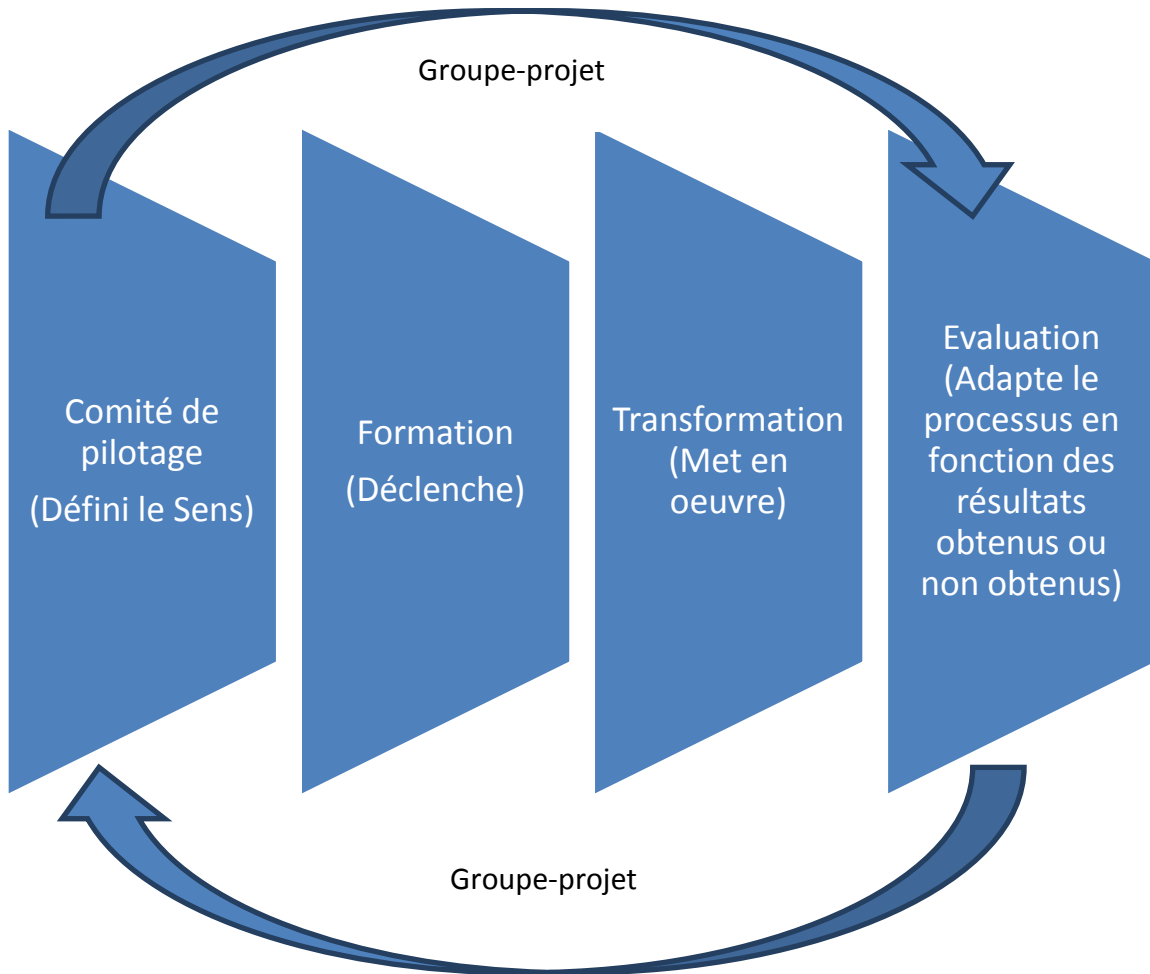 Groupe-projet
Comité de
pilotage
(Défini le Sens)
Formation
(Déclenche)
Transformation
(Met en
oeuvre)
Evaluation
(Adapte le
processus en
fonction des
résultats
obtenus ou
non obtenus)
Groupe-projet